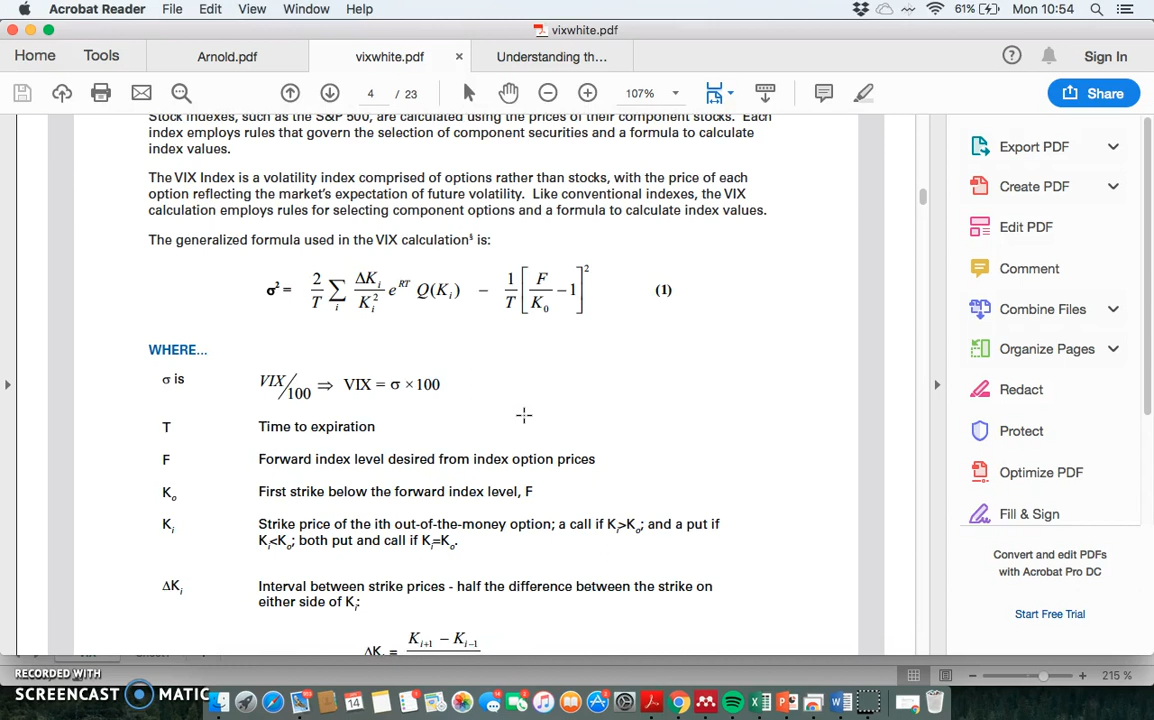 Acrobat Reader File Edit View Window Help 61% Mon 10:54
vixwhite.pdf
Home Tools Arnold.pdf vixwhite.pdf × Understanding th... Sign In
4 / 23 107% Share
Stock indexes, such as the S&P 500, are calculated using the prices of their component stocks. Each
index employs rules that govern the selection of component securities and a formula to calculate
index values.
The VIX Index is a volatility index comprised of options rather than stocks, with the price of each
option reflecting the market's expectation of future volatility. Like conventional indexes, the VIX
calculation employs rules for selecting component options and a formula to calculate index values.
The generalized formula used in the VIX calculation§ is:
σ² = 2/T ∑i ΔKi/Ki² e^RT Q(Ki) − 1/T [F/K0 − 1]² (1)
WHERE...
σ is VIX/100 ⇒ VIX = σ × 100
T Time to expiration
F Forward index level desired from index option prices
Ko First strike below the forward index level, F
Ki Strike price of the ith out-of-the-money option; a call if Ki>Ko; and a put if
Ki<Ko; both put and call if Ki=Ko.
ΔKi Interval between strike prices - half the difference between the strike on
either side of Ki:
Ki+1 − Ki−1
Export PDF
Create PDF
Edit PDF
Comment
Combine Files
Organize Pages
Redact
Protect
Optimize PDF
Fill & Sign
Convert and edit PDFs
with Acrobat Pro DC
Start Free Trial
215 %
RECORDED WITH
SCREENCAST MATIC